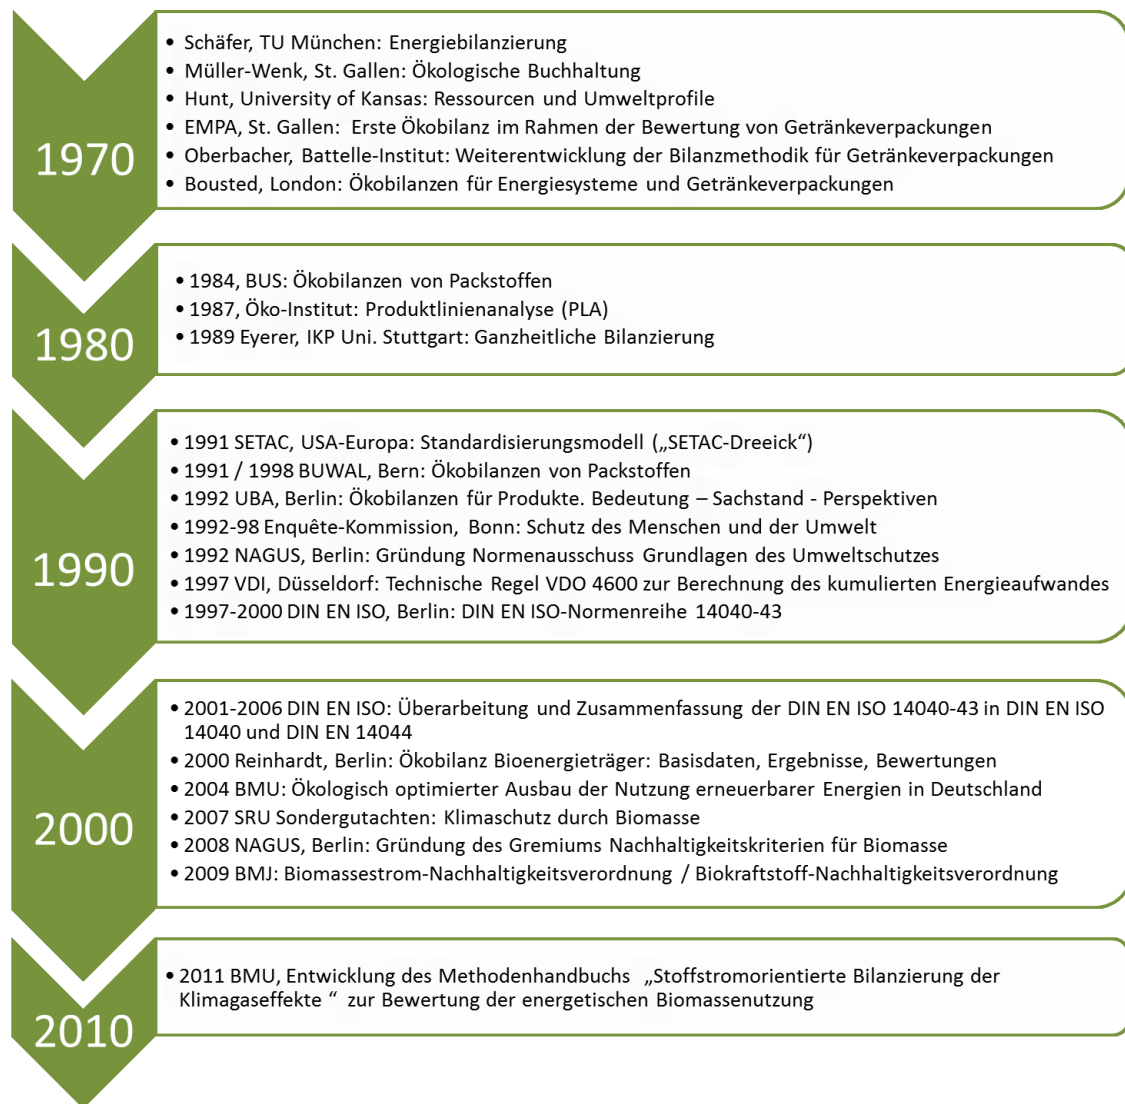 1970
• Schäfer, TU München: Energiebilanzierung
• Müller-Wenk, St. Gallen: Ökologische Buchhaltung
• Hunt, University of Kansas: Ressourcen und Umweltprofile
• EMPA, St. Gallen: Erste Ökobilanz im Rahmen der Bewertung von Getränkeverpackungen
• Oberbacher, Battelle-Institut: Weiterentwicklung der Bilanzmethodik für Getränkeverpackungen
• Bousted, London: Ökobilanzen für Energiesysteme und Getränkeverpackungen
1980
• 1984, BUS: Ökobilanzen von Packstoffen
• 1987, Öko-Institut: Produktlinienanalyse (PLA)
• 1989 Eyerer, IKP Uni. Stuttgart: Ganzheitliche Bilanzierung
1990
• 1991 SETAC, USA-Europa: Standardisierungsmodell („SETAC-Dreeick“)
• 1991 / 1998 BUWAL, Bern: Ökobilanzen von Packstoffen
• 1992 UBA, Berlin: Ökobilanzen für Produkte. Bedeutung – Sachstand - Perspektiven
• 1992-98 Enquête-Kommission, Bonn: Schutz des Menschen und der Umwelt
• 1992 NAGUS, Berlin: Gründung Normenausschuss Grundlagen des Umweltschutzes
• 1997 VDI, Düsseldorf: Technische Regel VDO 4600 zur Berechnung des kumulierten Energieaufwandes
• 1997-2000 DIN EN ISO, Berlin: DIN EN ISO-Normenreihe 14040-43
2000
• 2001-2006 DIN EN ISO: Überarbeitung und Zusammenfassung der DIN EN ISO 14040-43 in DIN EN ISO
14040 und DIN EN 14044
• 2000 Reinhardt, Berlin: Ökobilanz Bioenergieträger: Basisdaten, Ergebnisse, Bewertungen
• 2004 BMU: Ökologisch optimierter Ausbau der Nutzung erneuerbarer Energien in Deutschland
• 2007 SRU Sondergutachten: Klimaschutz durch Biomasse
• 2008 NAGUS, Berlin: Gründung des Gremiums Nachhaltigkeitskriterien für Biomasse
• 2009 BMJ: Biomassestrom-Nachhaltigkeitsverordnung / Biokraftstoff-Nachhaltigkeitsverordnung
2010
• 2011 BMU, Entwicklung des Methodenhandbuchs „Stoffstromorientierte Bilanzierung der
Klimagaseffekte “ zur Bewertung der energetischen Biomassenutzung